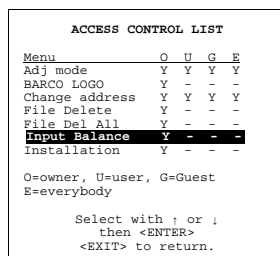 ACCESS CONTROL LIST
Menu O U G E
Adj mode Y Y Y Y
BARCO LOGO Y - - -
Change address Y Y Y Y
File Delete Y - - -
File Del All Y - - -
Input Balance Y - - -
Installation Y - - -
O=owner, U=user, G=Guest
E=everybody
Select with ↑ or ↓
then <ENTER>
<EXIT> to return.